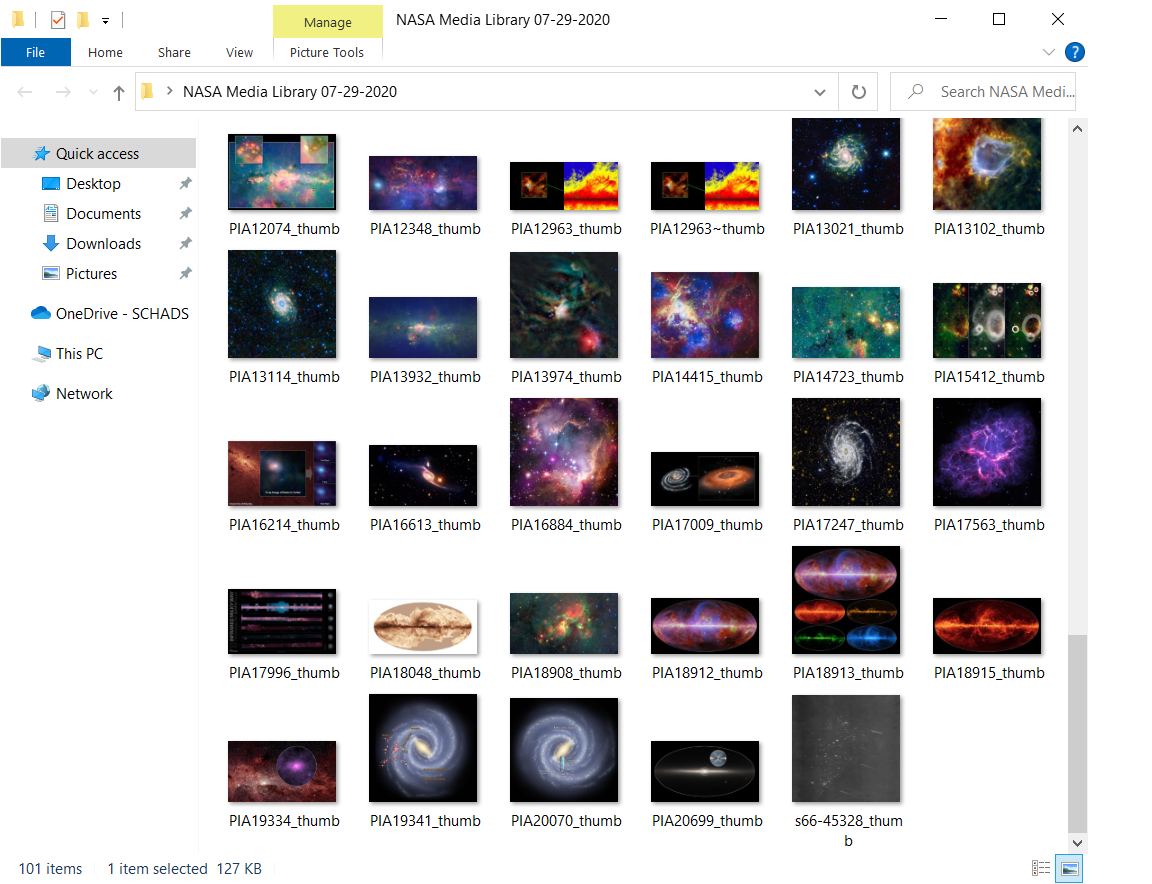 Manage
NASA Media Library 07-29-2020
File
Home
Share
View
Picture Tools
?
NASA Media Library 07-29-2020
Search NASA Medi...
Quick access
Desktop
Documents
Downloads
Pictures
OneDrive - SCHADS
This PC
Network
PIA12074_thumb
PIA12348_thumb
PIA12963_thumb
PIA12963~thumb
PIA13021_thumb
PIA13102_thumb
PIA13114_thumb
PIA13932_thumb
PIA13974_thumb
PIA14415_thumb
PIA14723_thumb
PIA15412_thumb
PIA16214_thumb
PIA16613_thumb
PIA16884_thumb
PIA17009_thumb
PIA17247_thumb
PIA17563_thumb
PIA17996_thumb
PIA18048_thumb
PIA18908_thumb
PIA18912_thumb
PIA18913_thumb
PIA18915_thumb
PIA19334_thumb
PIA19341_thumb
PIA20070_thumb
PIA20699_thumb
s66-45328_thum
b
101 items
1 item selected 127 KB